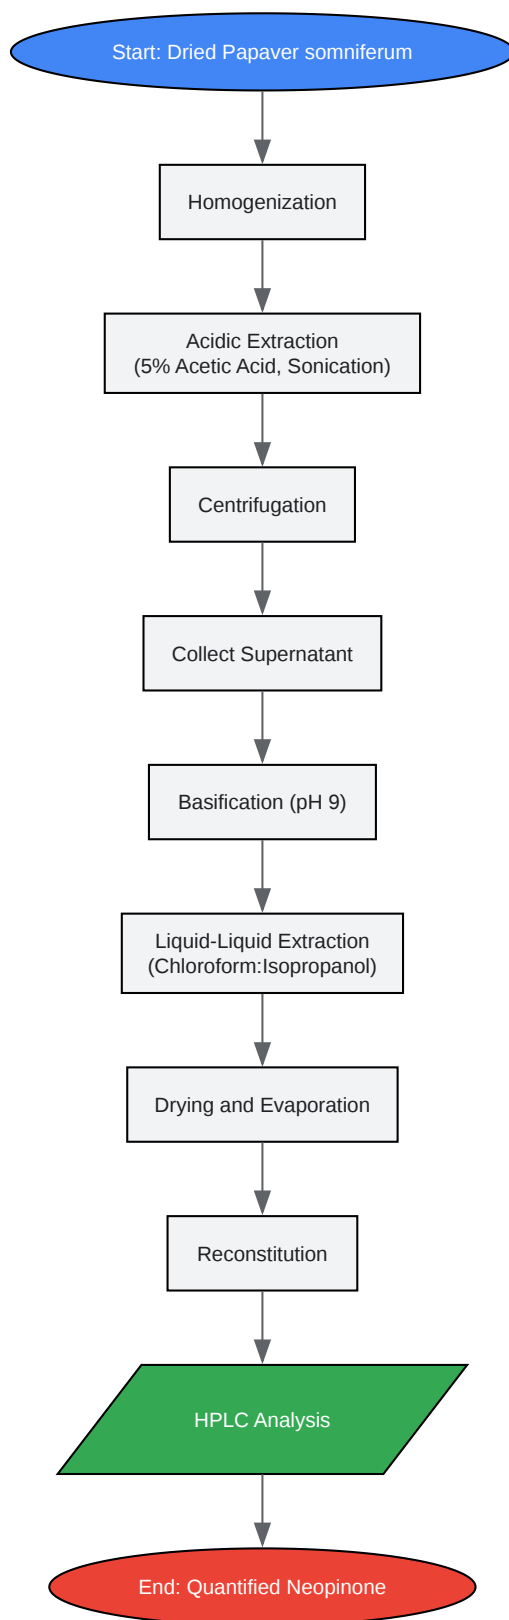 Start: Dried Papaver somniferum
Homogenization
Acidic Extraction
(5% Acetic Acid, Sonication)
Centrifugation
Collect Supernatant
Basification (pH 9)
Liquid-Liquid Extraction
(Chloroform:Isopropanol)
Drying and Evaporation
Reconstitution
HPLC Analysis
End: Quantified Neopinone